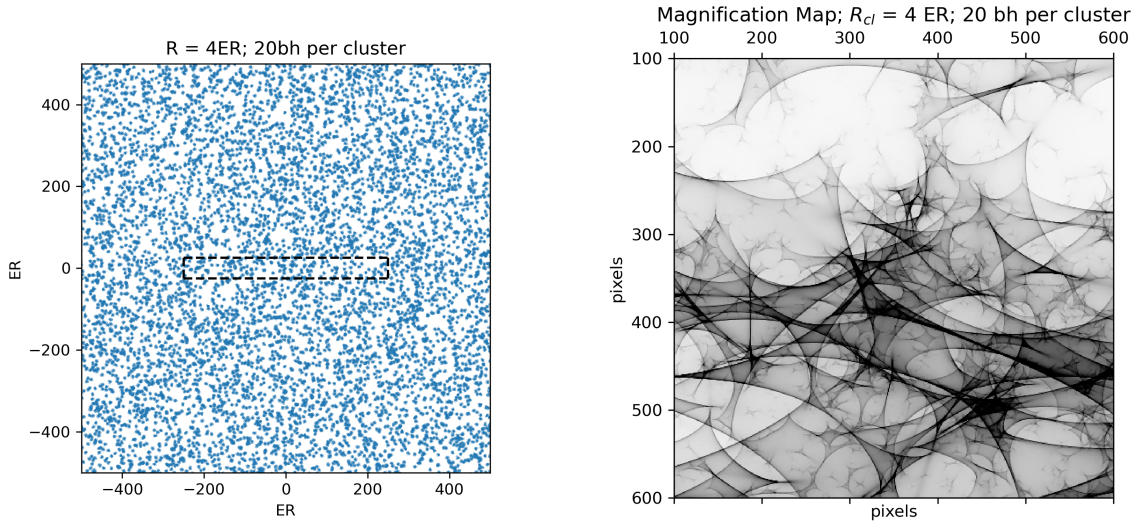 R = 4ER; 20bh per cluster
ER
400
200
0
−200
−400
−400 −200 0 200 400
ER
Magnification Map; R_cl = 4 ER; 20 bh per cluster
100 200 300 400 500 600
pixels
100
200
300
400
500
600
pixels